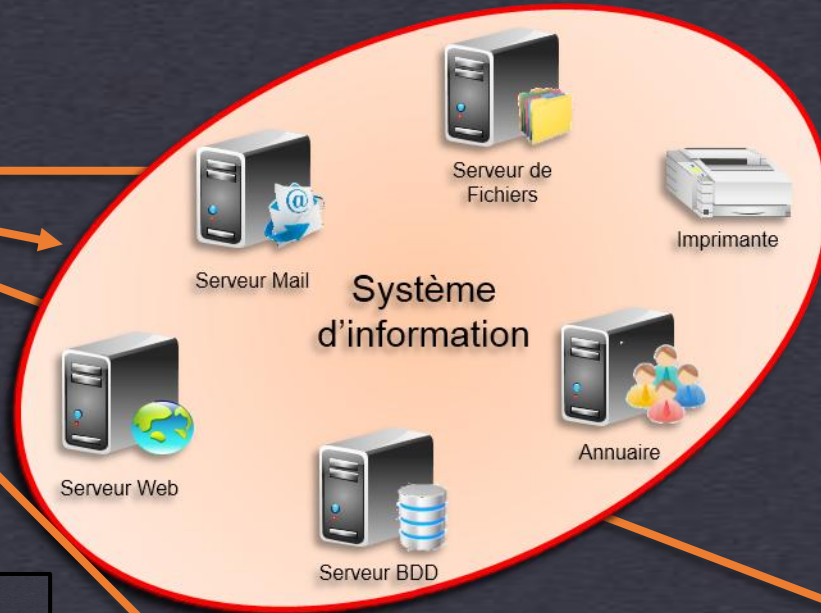 Serveur de
Fichiers
Imprimante
Serveur Mail
Système
d’information
Annuaire
Serveur Web
Serveur BDD